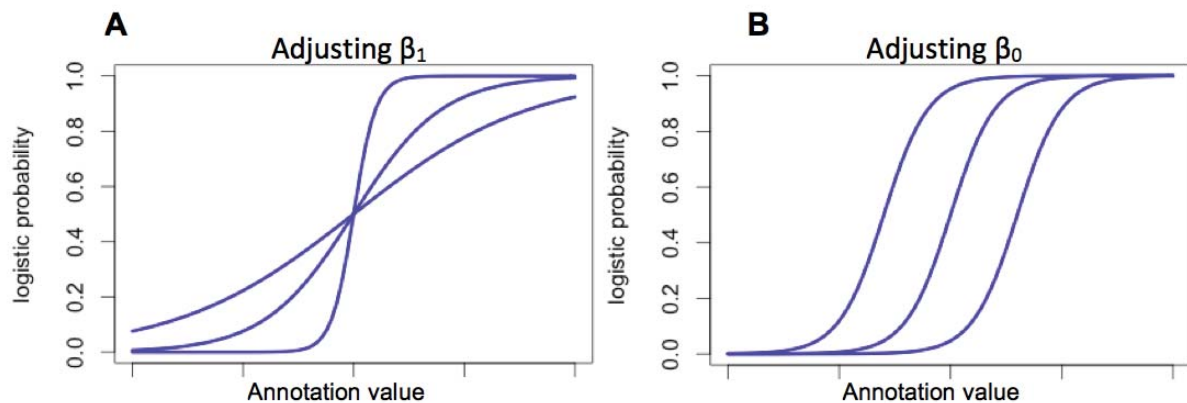 A
Adjusting β₁
logistic probability
0.0
0.2
0.4
0.6
0.8
1.0
Annotation value
B
Adjusting β₀
logistic probability
0.0
0.2
0.4
0.6
0.8
1.0
Annotation value